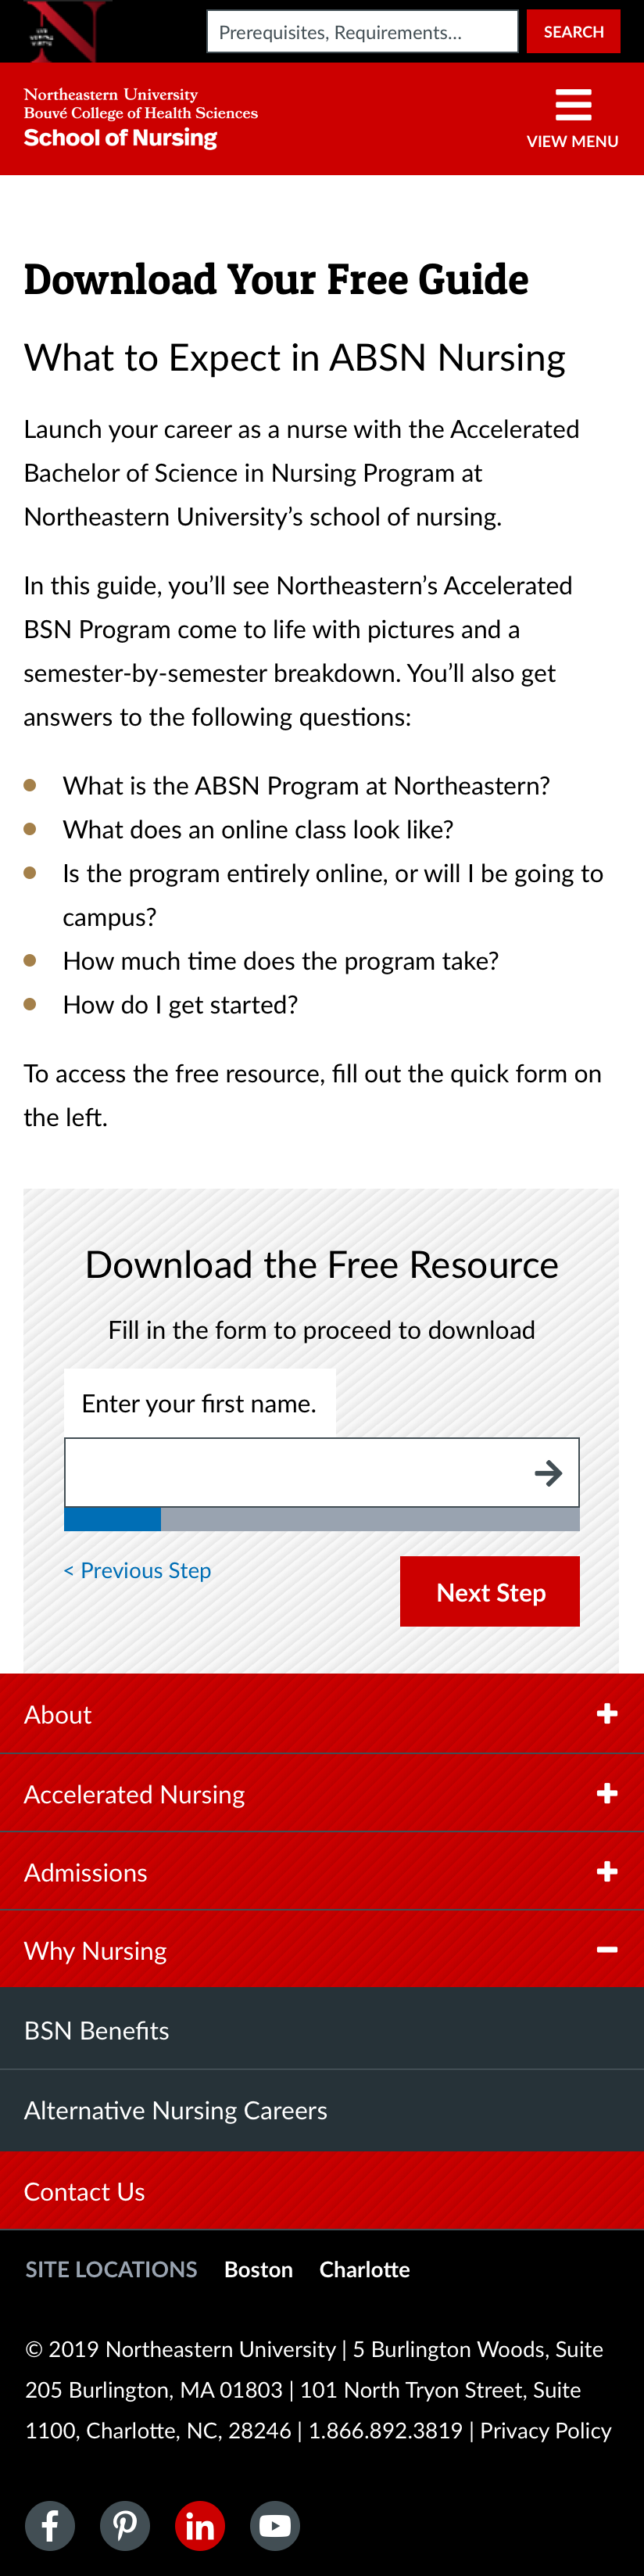 N
Prerequisites, Requirements...
SEARCH
Northeastern University
Bouvé College of Health Sciences
School of Nursing
VIEW MENU
Download Your Free Guide
What to Expect in ABSN Nursing
Launch your career as a nurse with the Accelerated
Bachelor of Science in Nursing Program at
Northeastern University’s school of nursing.
In this guide, you’ll see Northeastern’s Accelerated
BSN Program come to life with pictures and a
semester-by-semester breakdown. You’ll also get
answers to the following questions:
What is the ABSN Program at Northeastern?
What does an online class look like?
Is the program entirely online, or will I be going to
campus?
How much time does the program take?
How do I get started?
To access the free resource, fill out the quick form on
the left.
Download the Free Resource
Fill in the form to proceed to download
Enter your first name.
< Previous Step
Next Step
About
Accelerated Nursing
Admissions
Why Nursing
BSN Benefits
Alternative Nursing Careers
Contact Us
SITE LOCATIONS Boston Charlotte
© 2019 Northeastern University | 5 Burlington Woods, Suite
205 Burlington, MA 01803 | 101 North Tryon Street, Suite
1100, Charlotte, NC, 28246 | 1.866.892.3819 | Privacy Policy